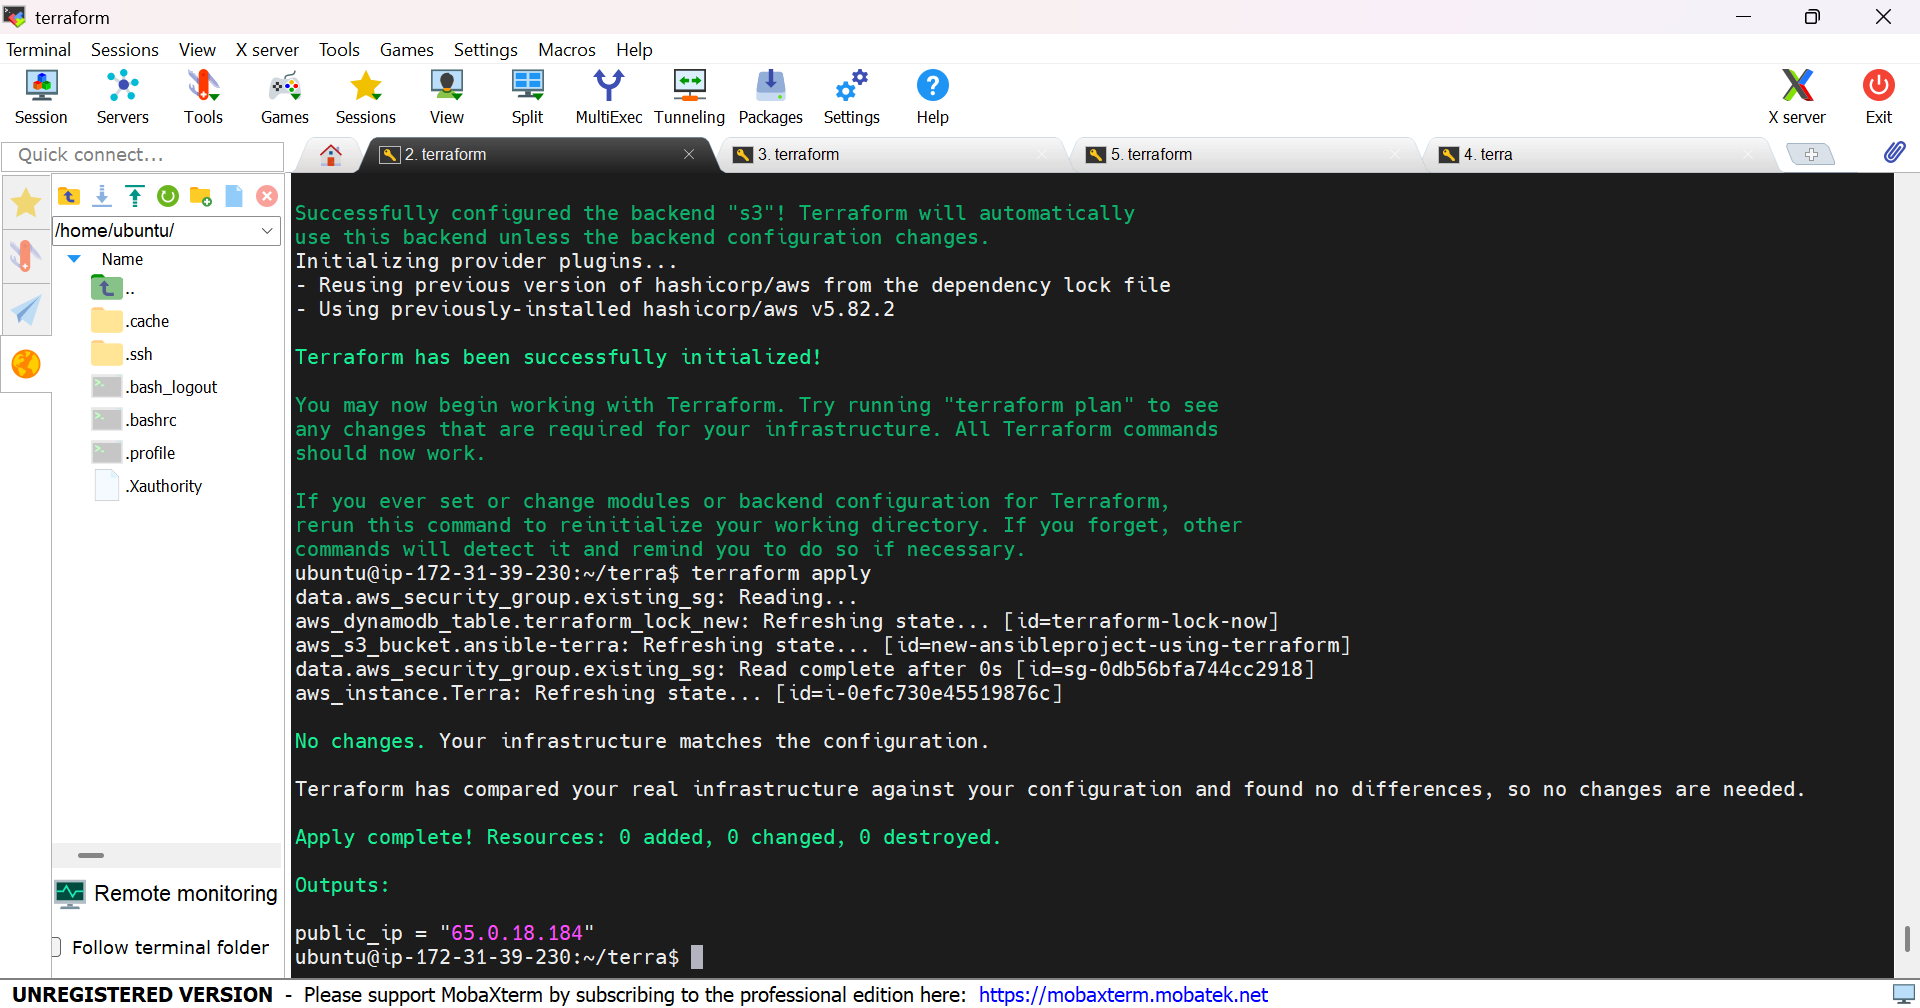 terraform
Terminal Sessions View X server Tools Games Settings Macros Help
Session Servers Tools Games Sessions View Split MultiExec Tunneling Packages Settings Help X server Exit
Quick connect...
2. terraform
3. terraform
5. terraform
4. terra
/home/ubuntu/
Name
..
.cache
.ssh
.bash_logout
.bashrc
.profile
.Xauthority
Remote monitoring
Follow terminal folder
Successfully configured the backend "s3"! Terraform will automatically
use this backend unless the backend configuration changes.
Initializing provider plugins...
- Reusing previous version of hashicorp/aws from the dependency lock file
- Using previously-installed hashicorp/aws v5.82.2
Terraform has been successfully initialized!
You may now begin working with Terraform. Try running "terraform plan" to see
any changes that are required for your infrastructure. All Terraform commands
should now work.
If you ever set or change modules or backend configuration for Terraform,
rerun this command to reinitialize your working directory. If you forget, other
commands will detect it and remind you to do so if necessary.
ubuntu@ip-172-31-39-230:~/terra$ terraform apply
data.aws_security_group.existing_sg: Reading...
aws_dynamodb_table.terraform_lock_new: Refreshing state... [id=terraform-lock-now]
aws_s3_bucket.ansible-terra: Refreshing state... [id=new-ansibleproject-using-terraform]
data.aws_security_group.existing_sg: Read complete after 0s [id=sg-0db56bfa744cc2918]
aws_instance.Terra: Refreshing state... [id=i-0efc730e45519876c]
No changes. Your infrastructure matches the configuration.
Terraform has compared your real infrastructure against your configuration and found no differences, so no changes are needed.
Apply complete! Resources: 0 added, 0 changed, 0 destroyed.
Outputs:
public_ip = "65.0.18.184"
ubuntu@ip-172-31-39-230:~/terra$
UNREGISTERED VERSION - Please support MobaXterm by subscribing to the professional edition here: https://mobaxterm.mobatek.net